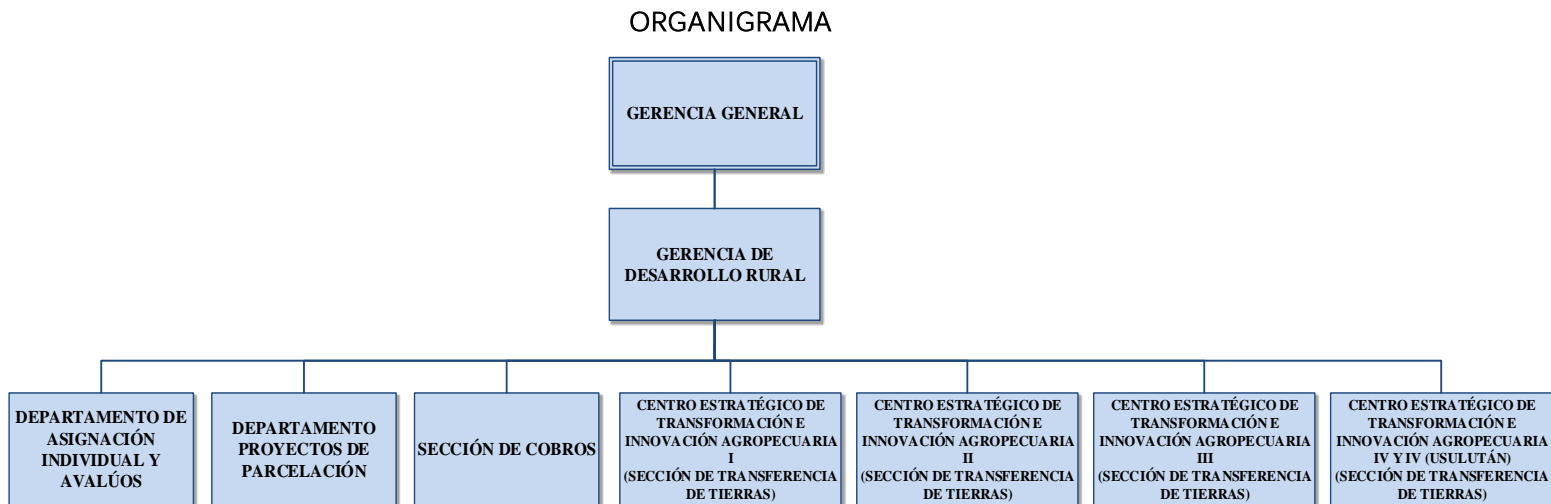 ORGANIGRAMA
GERENCIA GENERAL
GERENCIA DE
DESARROLLO RURAL
DEPARTAMENTO DE
ASIGNACIÓN
INDIVIDUAL Y
AVALÚOS
DEPARTAMENTO
PROYECTOS DE
PARCELACIÓN
SECCIÓN DE COBROS
CENTRO ESTRATÉGICO DE
TRANSFORMACIÓN E
INNOVACIÓN AGROPECUARIA
I
(SECCIÓN DE TRANSFERENCIA
DE TIERRAS)
CENTRO ESTRATÉGICO DE
TRANSFORMACIÓN E
INNOVACIÓN AGROPECUARIA
II
(SECCIÓN DE TRANSFERENCIA
DE TIERRAS)
CENTRO ESTRATÉGICO DE
TRANSFORMACIÓN E
INNOVACIÓN AGROPECUARIA
III
(SECCIÓN DE TRANSFERENCIA
DE TIERRAS)
CENTRO ESTRATÉGICO DE
TRANSFORMACIÓN E
INNOVACIÓN AGROPECUARIA
IV Y IV (USULUTÁN)
(SECCIÓN DE TRANSFERENCIA
DE TIERRAS)